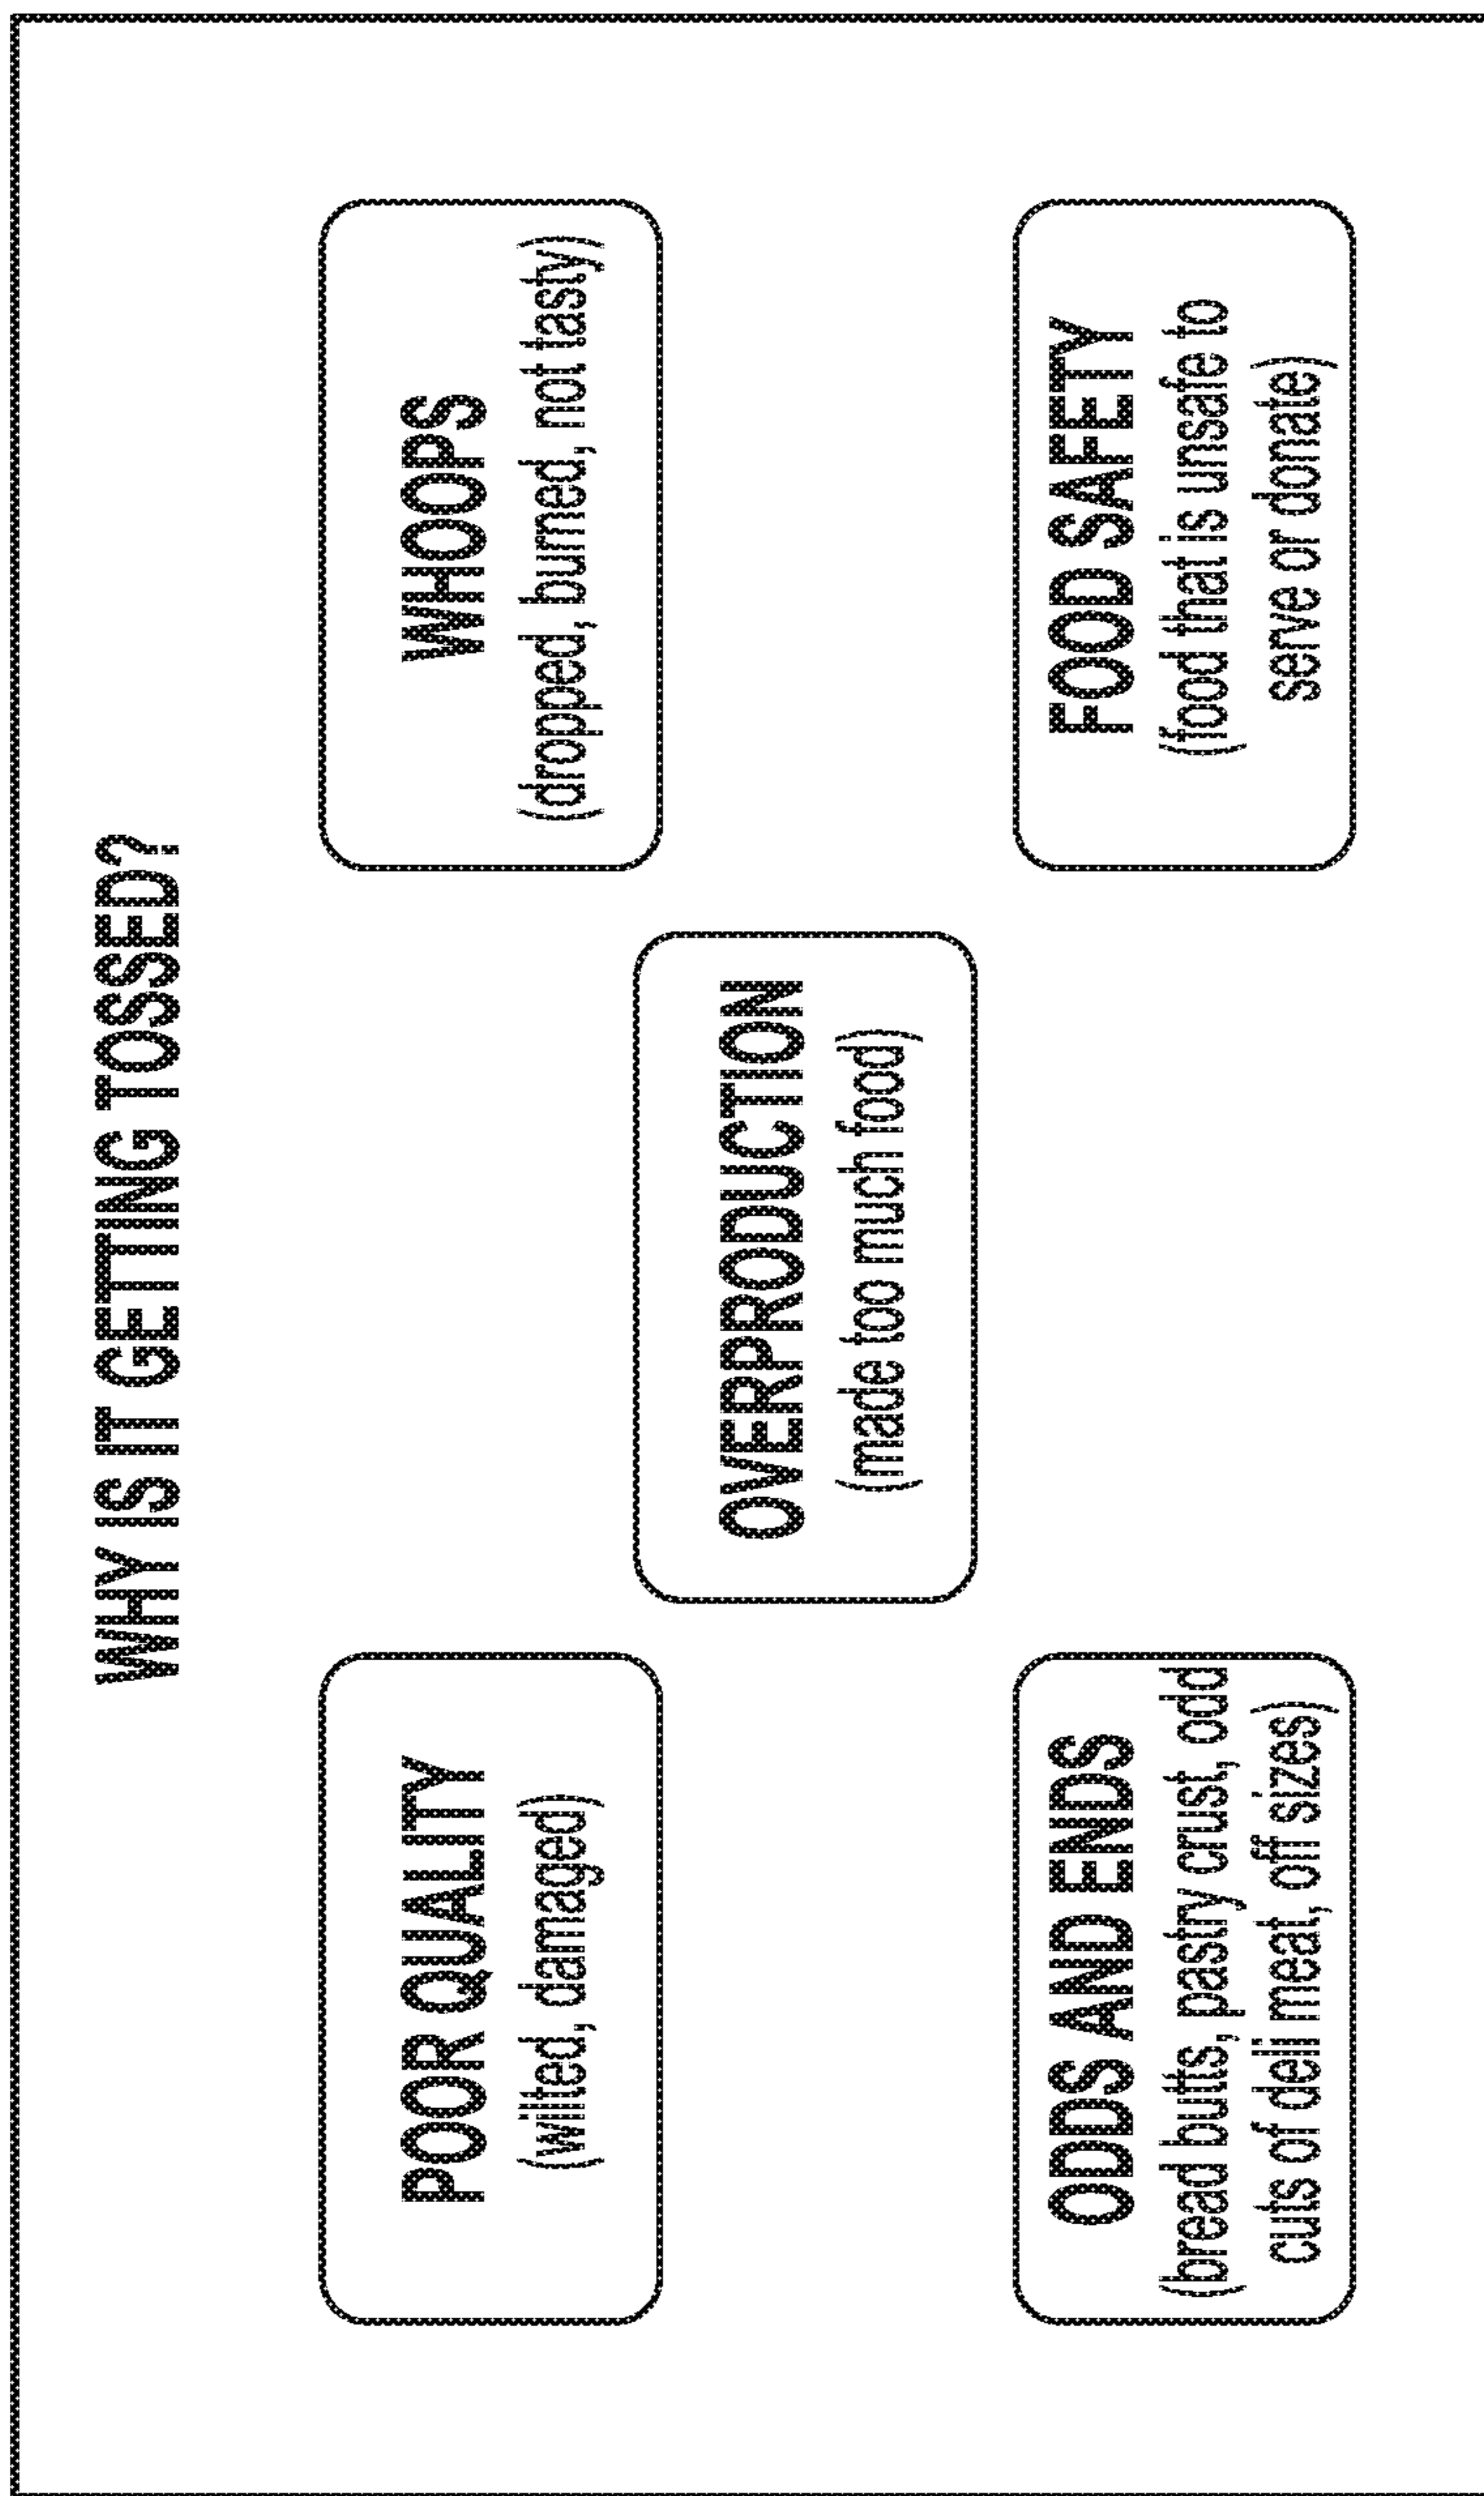 WHY IS IT GETTING TOSSED?
POOR QUALITY
(wilted, damaged)
WHOOPS
(dropped, burned, not tasty)
OVERPRODUCTION
(made too much food)
ODDS AND ENDS
(bread butts, pastry crust, odd
cuts of deli meat, off sizes)
FOOD SAFETY
(food that is unsafe to
serve or donate)